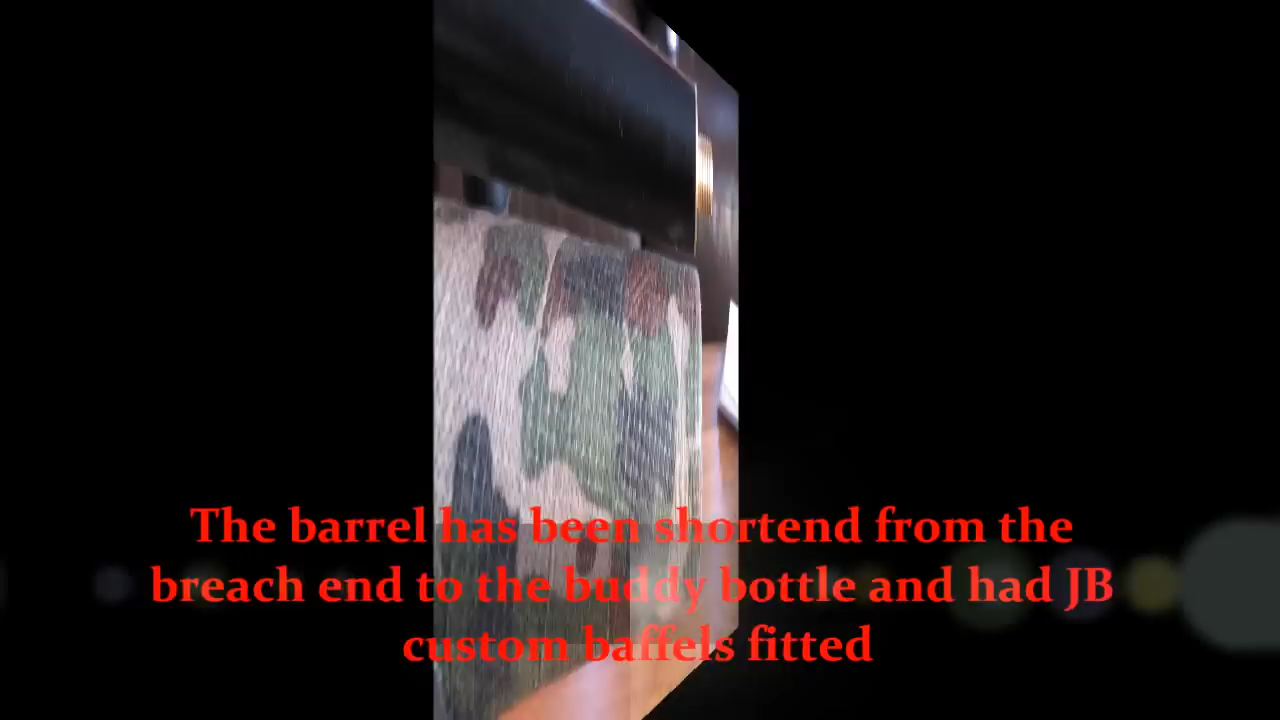 The barrel has been shortend from the
breach end to the buddy bottle and had JB
custom baffels fitted